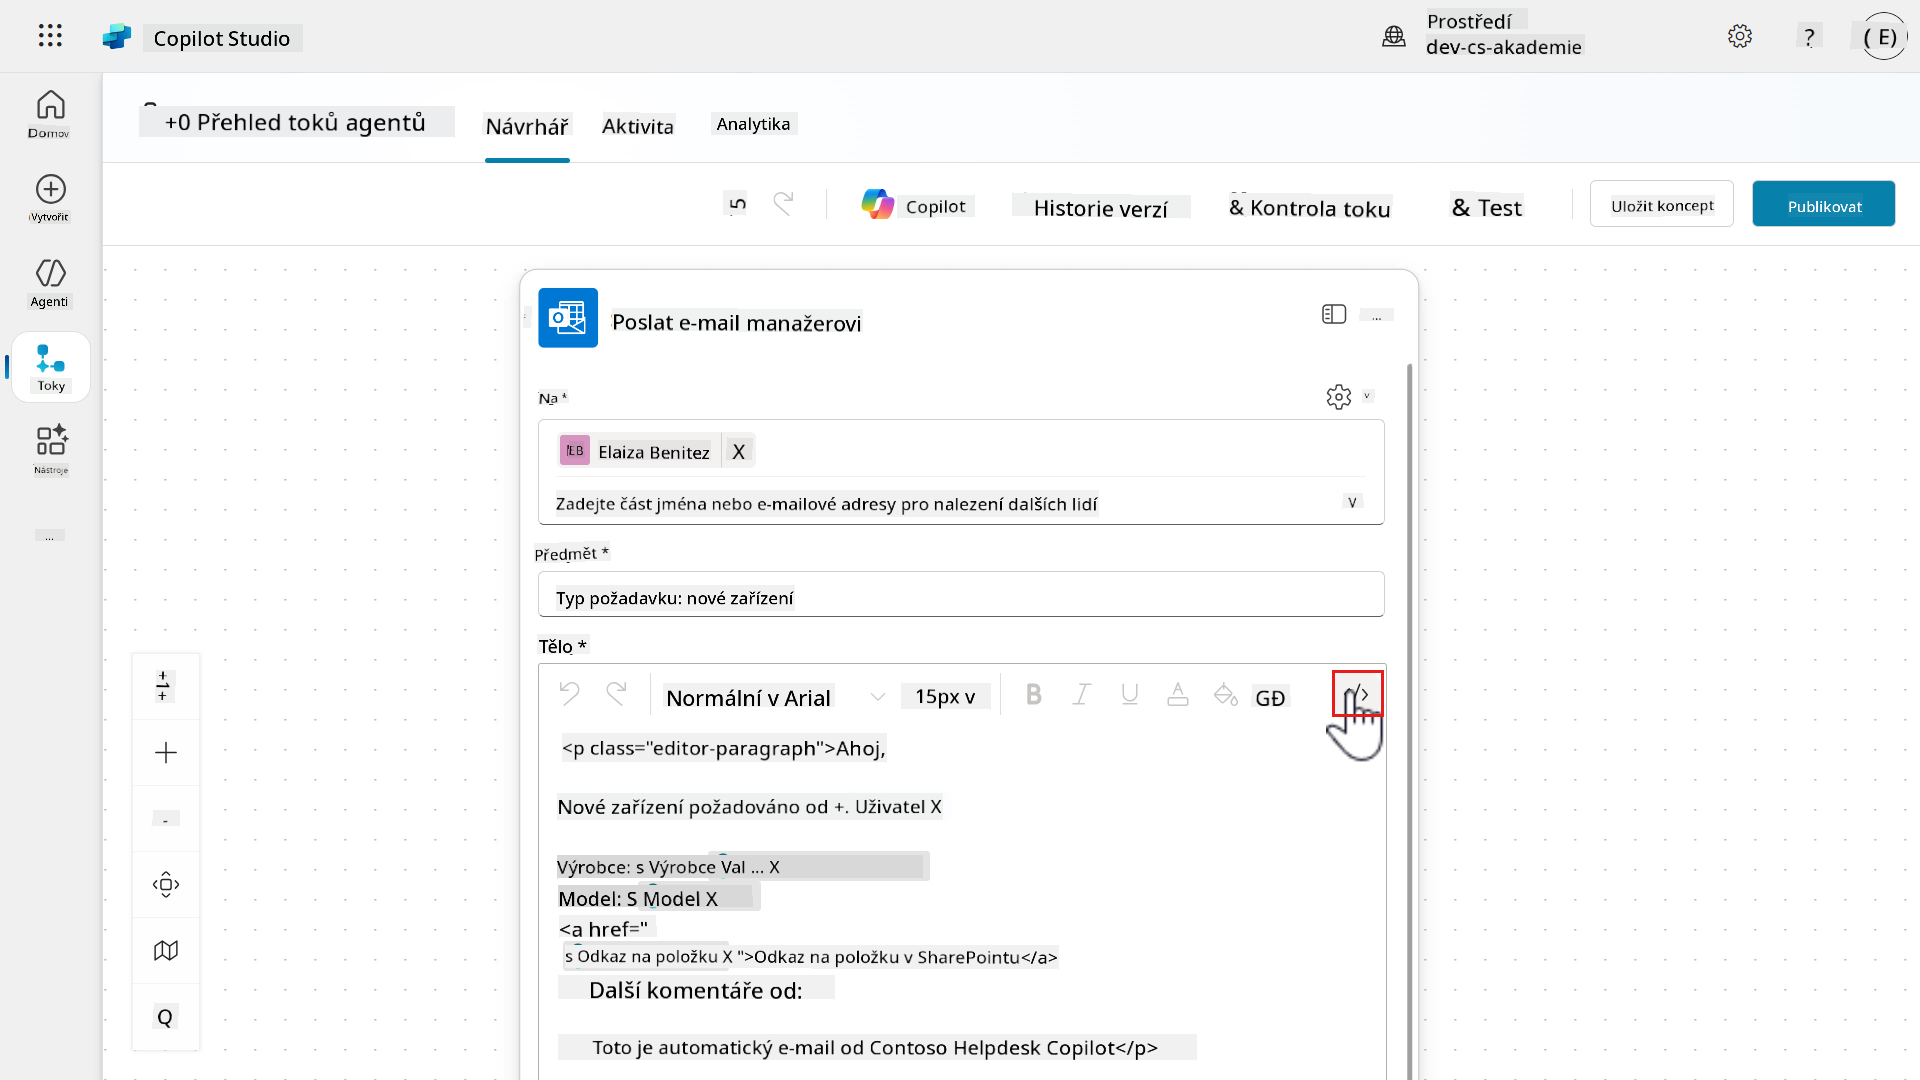 Copilot Studio
Prostředí
dev-cs-akademie
?
( E)
Domov
Vytvořit
Agenti
Toky
Nástroje
...
+0 Přehled toků agentů
Návrhář
Aktivita
Analytika
Copilot
Historie verzí
& Kontrola toku
& Test
Uložit koncept
Publikovat
Poslat e-mail manažerovi
...
Na *
EB Elaiza Benitez X
Zadejte část jména nebo e-mailové adresy pro nalezení dalších lidí
V
Předmět *
Typ požadavku: nové zařízení
Tělo *
Normální v Arial
15px v
B I U A GĐ </>
<p class="editor-paragraph">Ahoj,
Nové zařízení požadováno od +. Uživatel X
Výrobce: s Výrobce Val ... X
Model: S Model X
<a href="
s Odkaz na položku X ">Odkaz na položku v SharePointu</a>
Další komentáře od:
Toto je automatický e-mail od Contoso Helpdesk Copilot</p>
Q